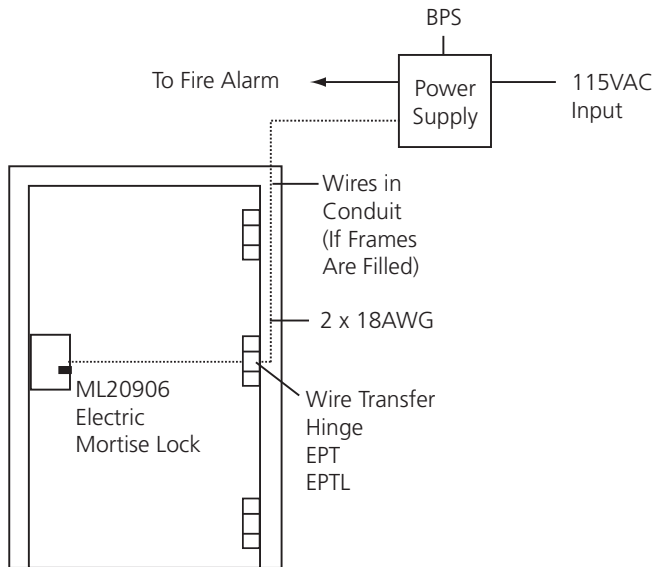 BPS
To Fire Alarm
Power
Supply
115VAC
Input
Wires in
Conduit
(If Frames
Are Filled)
2 x 18AWG
ML20906
Electric
Mortise Lock
Wire Transfer
Hinge
EPT
EPTL